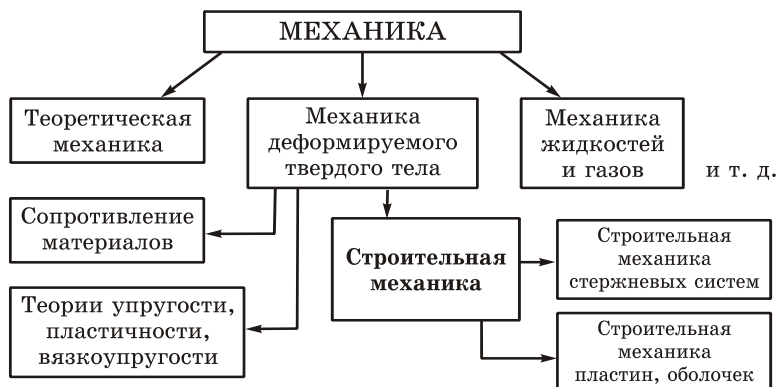 МЕХАНИКА
Теоретическая
механика
Механика
деформируемого
твердого тела
Механика
жидкостей
и газов
и т. д.
Сопротивление
материалов
Строительная
механика
Строительная
механика
стержневых систем
Теории упругости,
пластичности,
вязкоупругости
Строительная
механика
пластин, оболочек